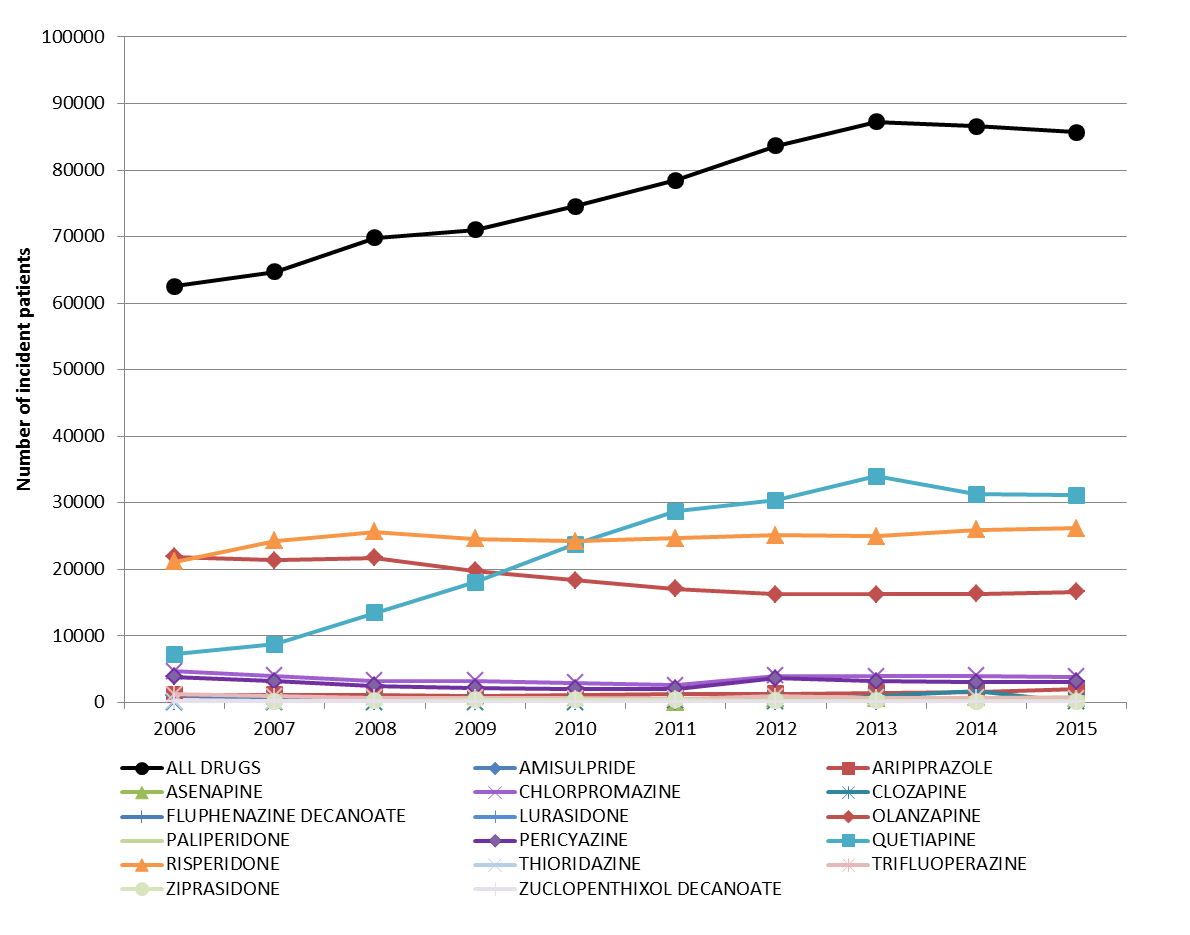 100000
90000
80000
70000
60000
50000
40000
30000
20000
10000
0
Number of incident patients
2006 2007 2008 2009 2010 2011 2012 2013 2014 2015
ALL DRUGS AMISULPRIDE ARIPIPRAZOLE
ASENAPINE CHLORPROMAZINE CLOZAPINE
FLUPHENAZINE DECANOATE LURASIDONE OLANZAPINE
PALIPERIDONE PERICYAZINE QUETIAPINE
RISPERIDONE THIORIDAZINE TRIFLUOPERAZINE
ZIPRASIDONE ZUCLOPENTHIXOL DECANOATE